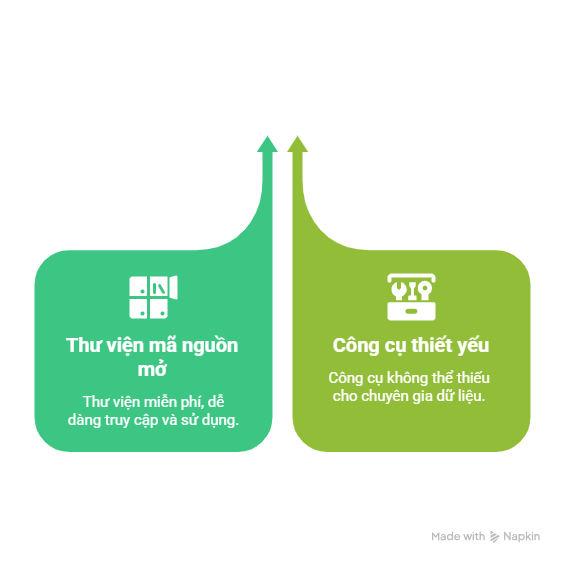 Thư viện mã nguồn
mở
Thư viện miễn phí, dễ
dàng truy cập và sử dụng.
Công cụ thiết yếu
Công cụ không thể thiếu
cho chuyên gia dữ liệu.
Made with Napkin